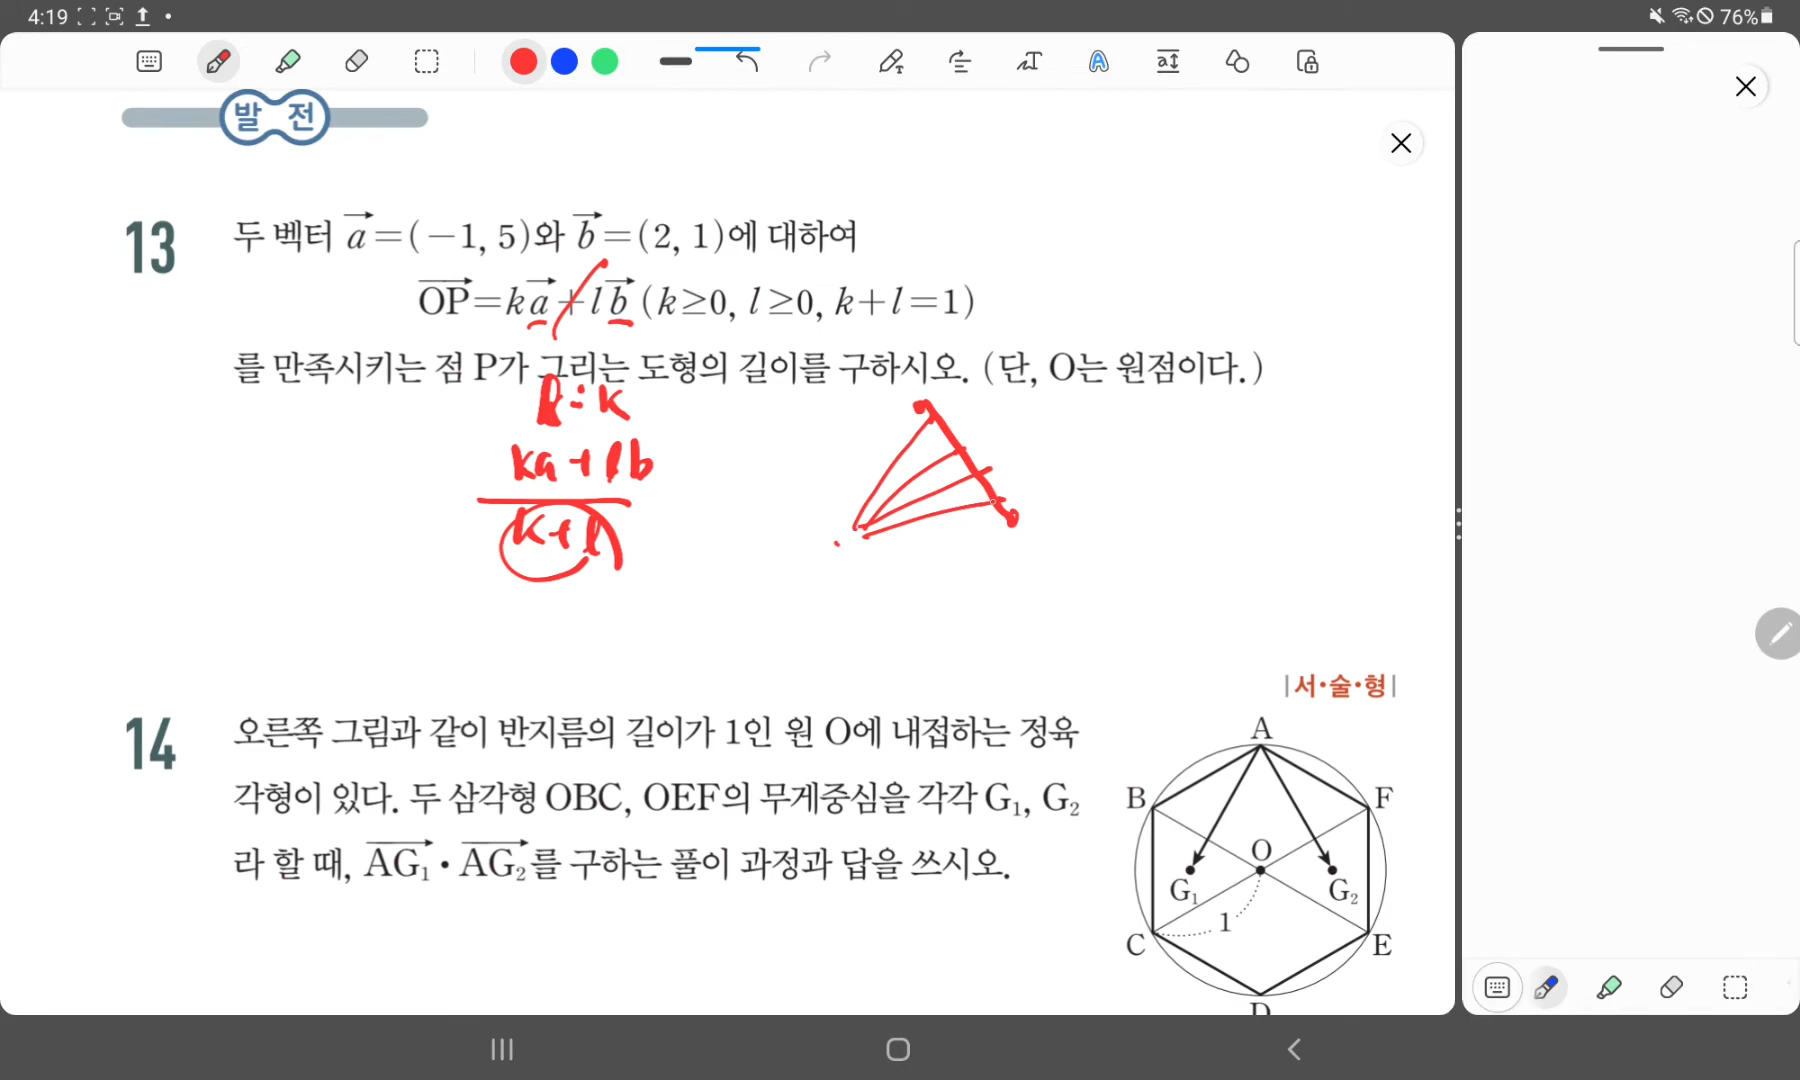 4:19
76%
발 전
13
두 벡터 a=(−1, 5)와 b=(2, 1)에 대하여
OP=ka+lb (k≥0, l≥0, k+l=1)
를 만족시키는 점 P가 그리는 도형의 길이를 구하시오. (단, O는 원점이다.)
l:k
ka+lb
k+l
|서·술·형|
14
오른쪽 그림과 같이 반지름의 길이가 1인 원 O에 내접하는 정육
각형이 있다. 두 삼각형 OBC, OEF의 무게중심을 각각 G₁, G₂
라 할 때, AG₁·AG₂를 구하는 풀이 과정과 답을 쓰시오.
A
B
F
O
G₁
G₂
1
C
E
D